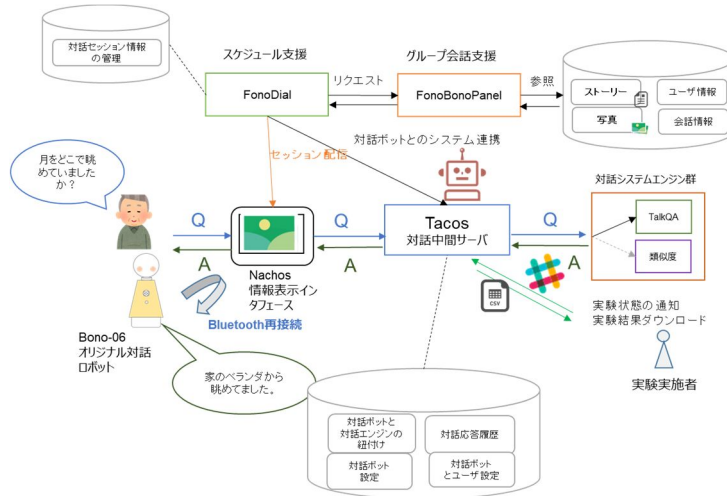 対話セッション情報
の管理
スケジュール支援
グループ会話支援
FonoDial
リクエスト
FonoBonoPanel
参照
ストーリー
ユーザ情報
写真
会話情報
セッション配信
対話ボットとのシステム連携
月をどこで眺
めていました
か？
対話システムエンジン群
Q
A
Q
A
Tacos
対話中間サーバ
Q
A
TalkQA
類似度
Nachos
情報表示イン
タフェース
Bluetooth再接続
CSV
実験状態の通知
実験結果ダウンロード
Bono-06
オリジナル対話
ロボット
実験実施者
家のベランダから
眺めてました。
対話ボットと
対話エンジンの
紐付け
対話応答履歴
対話ボット
設定
対話ボット
とユーザ設定